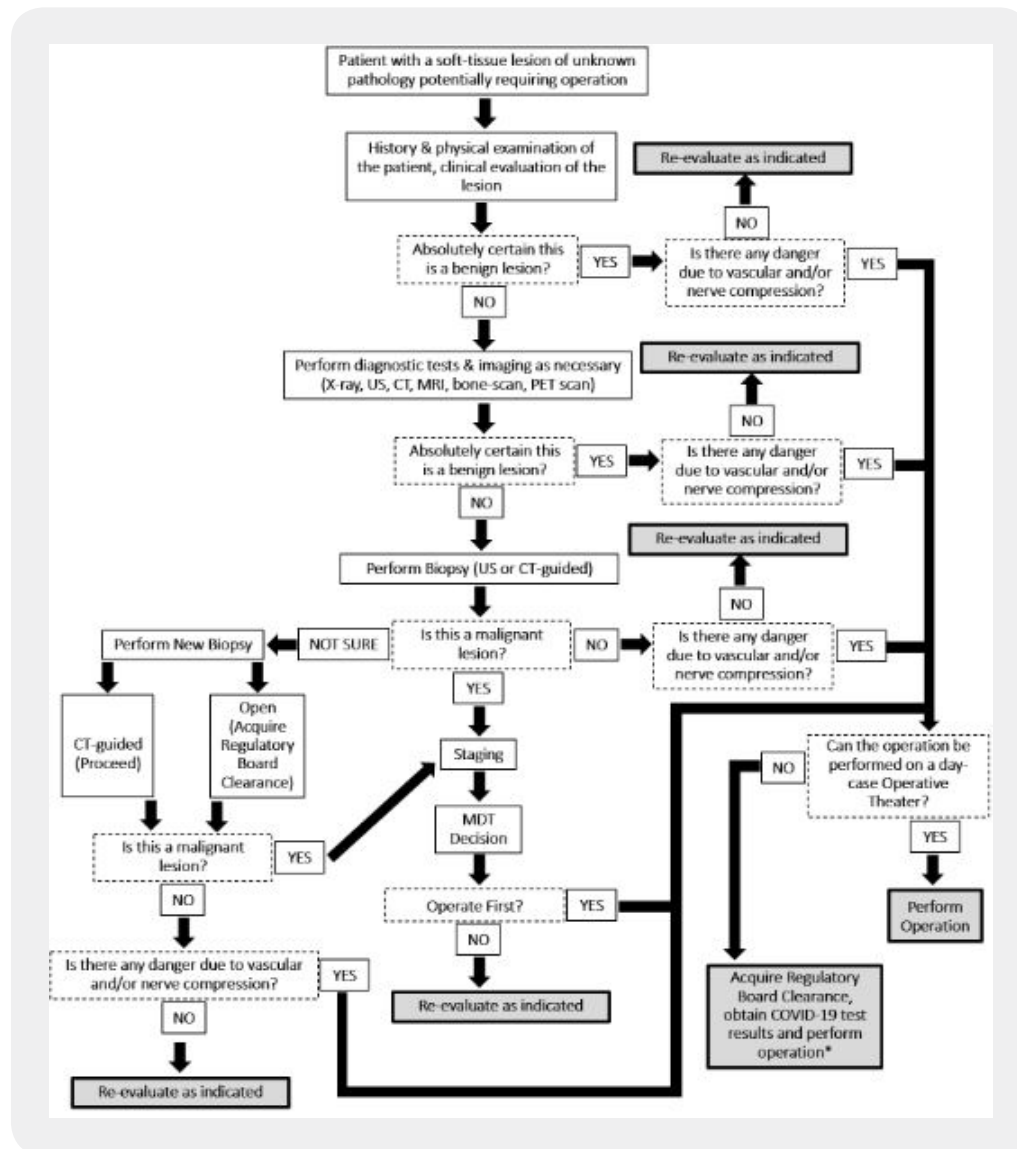 Patient with a soft-tissue lesion of unknown
pathology potentially requiring operation
History & physical examination of
the patient, clinical evaluation of the
lesion
Re-evaluate as indicated
NO
Absolutely certain this
is a benign lesion?
YES
Is there any danger
due to vascular and/or
nerve compression?
YES
NO
Perform diagnostic tests & imaging as necessary
(X-ray, US, CT, MRI, bone-scan, PET scan)
Re-evaluate as indicated
NO
Absolutely certain this
is a benign lesion?
YES
Is there any danger
due to vascular and/or
nerve compression?
YES
NO
Perform Biopsy (US or CT-guided)
Re-evaluate as indicated
NO
Perform New Biopsy
NOT SURE
Is this a malignant
lesion?
NO
Is there any danger
due to vascular and/or
nerve compression?
YES
YES
CT-guided
(Proceed)
Open
(Acquire
Regulatory
Board
Clearance)
Staging
NO
Can the operation be
performed on a day-
case Operative
Theater?
MDT
Decision
YES
Is this a malignant
lesion?
YES
NO
Operate First?
YES
Perform
Operation
NO
Is there any danger due to vascular
and/or nerve compression?
YES
Re-evaluate as indicated
Acquire Regulatory
Board Clearance,
obtain COVID-19 test
results and perform
operation*
NO
Re-evaluate as indicated